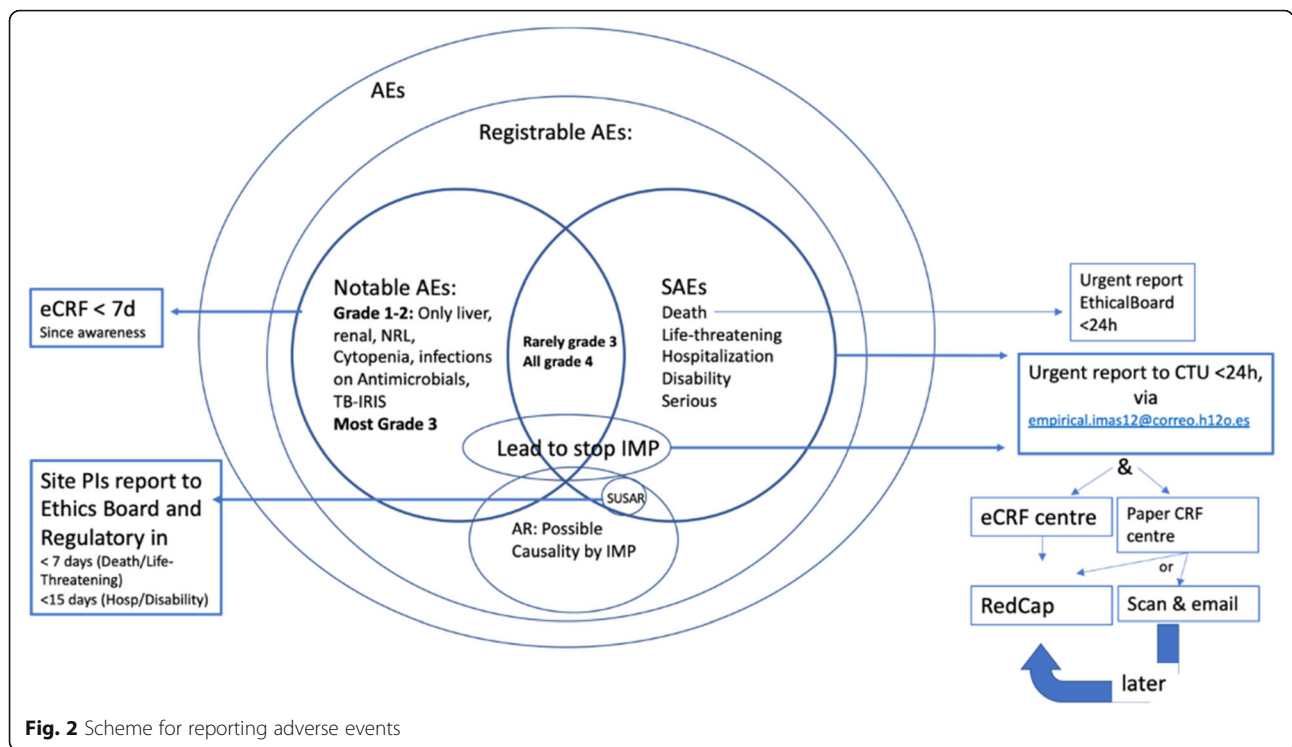 AEs
Registrable AEs:
Notable AEs:
Grade 1-2: Only liver,
renal, NRL,
Cytopenia, infections
on Antimicrobials,
TB-IRIS
Most Grade 3
Rarely grade 3
All grade 4
SAEs
Death
Life-threatening
Hospitalization
Disability
Serious
Lead to stop IMP
SUSAR
AR: Possible
Causality by IMP
eCRF < 7d
Since awareness
Site PIs report to
Ethics Board and
Regulatory in
< 7 days (Death/Life-
Threatening)
<15 days (Hosp/Disability)
Urgent report
EthicalBoard
<24h
Urgent report to CTU <24h,
via
empirical.imas12@correo.h12o.es
&
eCRF centre
Paper CRF
centre
or
RedCap
Scan & email
later
Fig. 2 Scheme for reporting adverse events